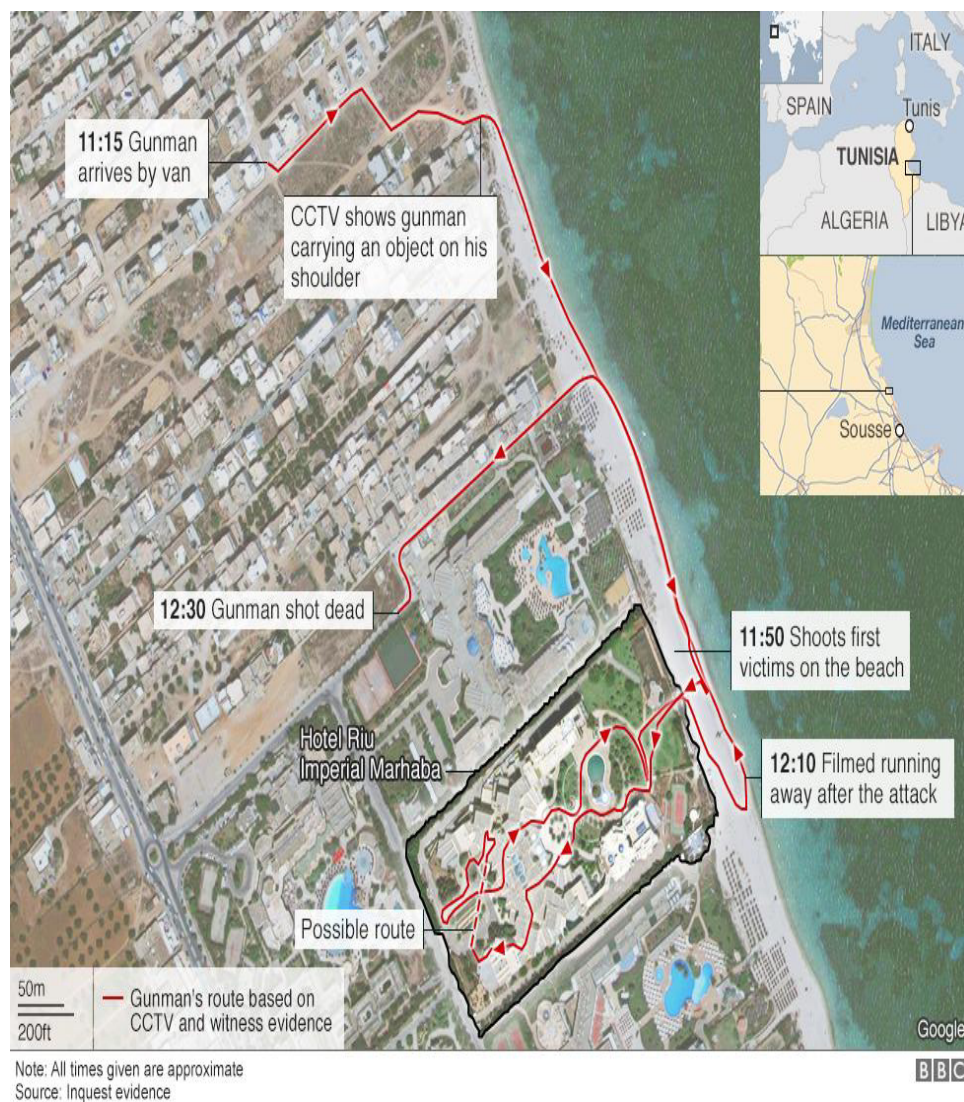 11:15 Gunman
arrives by van
CCTV shows gunman
carrying an object on his
shoulder
ITALY
SPAIN
Tunis
TUNISIA
ALGERIA
LIBYA
Mediterranean
Sea
Sousse
12:30 Gunman shot dead
11:50 Shoots first
victims on the beach
Hotel Riu
Imperial Marhaba
12:10 Filmed running
away after the attack
Possible route
50m
200ft
Gunman's route based on
CCTV and witness evidence
Google
Note: All times given are approximate
Source: Inquest evidence
BBC